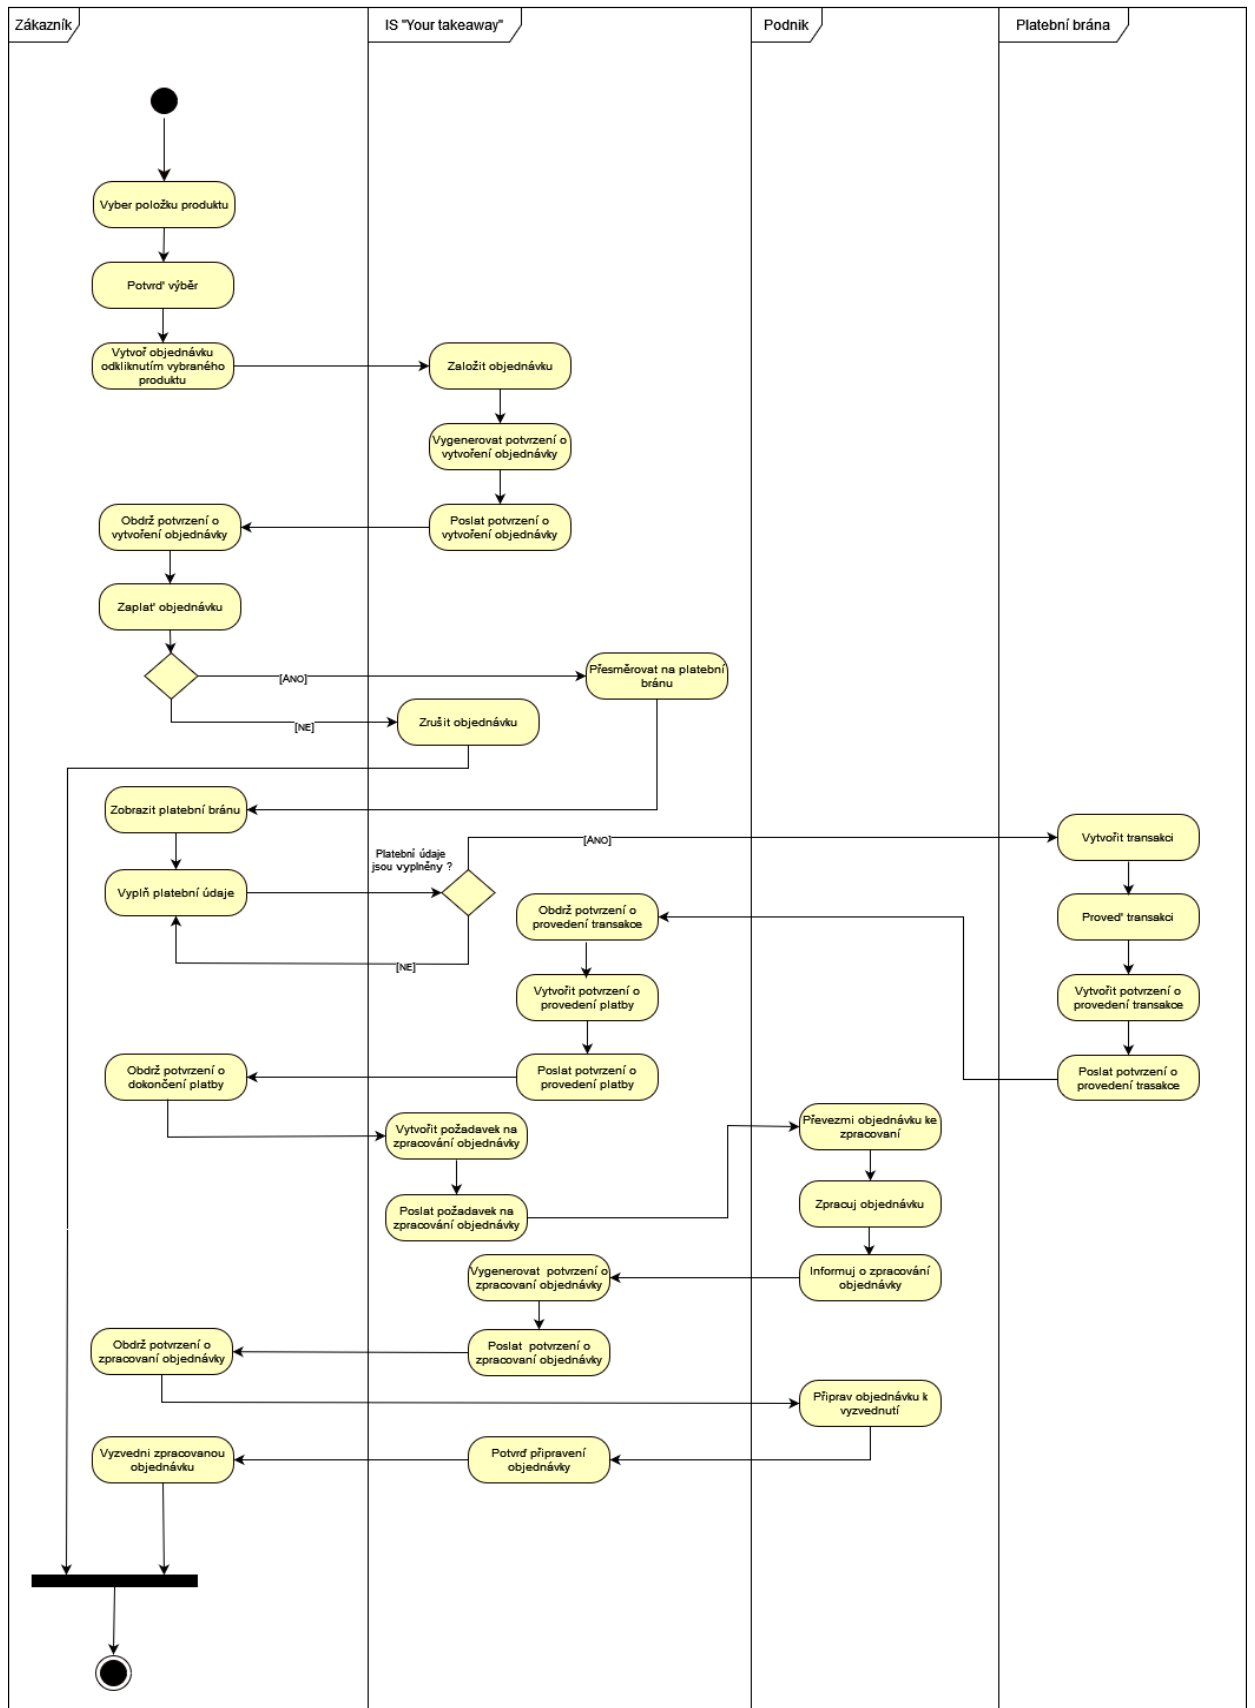 Zákazník
IS "Your takeaway"
Podnik
Platební brána
Vyber položku produktu
Potvrď výběr
Vytvoř objednávku
odkliknutím vybraného
produktu
Založit objednávku
Vygenerovat potvrzení o
vytvoření objednávky
Obdrž potvrzení o
vytvoření objednávky
Poslat potvrzení o
vytvoření objednávky
Zaplať objednávku
[ANO]
Přesměrovat na platební
bránu
[NE]
Zrušit objednávku
Zobrazit platební bránu
Platební údaje
jsou vyplněny ?
[ANO]
Vytvořit transakci
Vyplň platební údaje
Obdrž potvrzení o
provedení transakce
Proveď transakci
[NE]
Vytvořit potvrzení o
provedení platby
Vytvořit potvrzení o
provedení transakce
Obdrž potvrzení o
dokončení platby
Poslat potvrzení o
provedení platby
Poslat potvrzení o
provedení trasakce
Vytvořit požadavek na
zpracování objednávky
Převezmi objednávku ke
zpracovaní
Poslat požadavek na
zpracování objednávky
Zpracuj objednávku
Vygenerovat  potvrzení o
zpracovaní objednávky
Informuj o zpracování
objednávky
Obdrž potvrzení o
zpracovaní objednávky
Poslat  potvrzení o
zpracovaní objednávky
Připrav objednávku k
vyzvednutí
Vyzvedni zpracovanou
objednávku
Potvrď připravení
objednávky